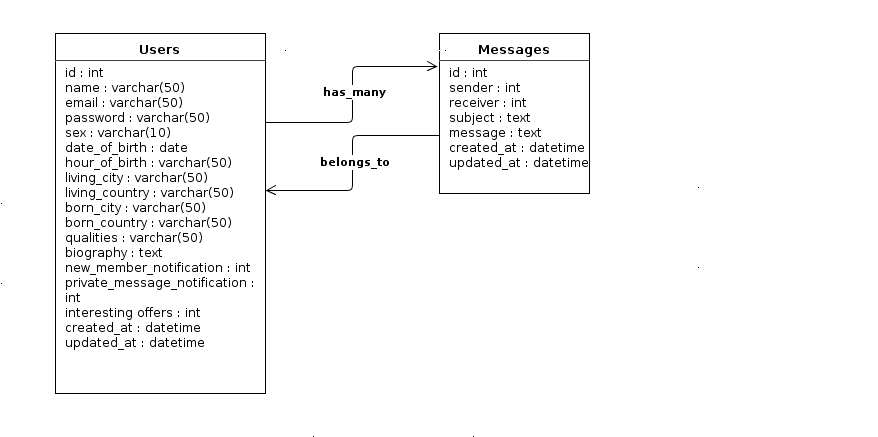 Users
id : int
name : varchar(50)
email : varchar(50)
password : varchar(50)
sex : varchar(10)
date_of_birth : date
hour_of_birth : varchar(50)
living_city : varchar(50)
living_country : varchar(50)
born_city : varchar(50)
born_country : varchar(50)
qualities : varchar(50)
biography : text
new_member_notification : int
private_message_notification :
int
interesting offers : int
created_at : datetime
updated_at : datetime
has_many
belongs_to
Messages
id : int
sender : int
receiver : int
subject : text
message : text
created_at : datetime
updated_at : datetime